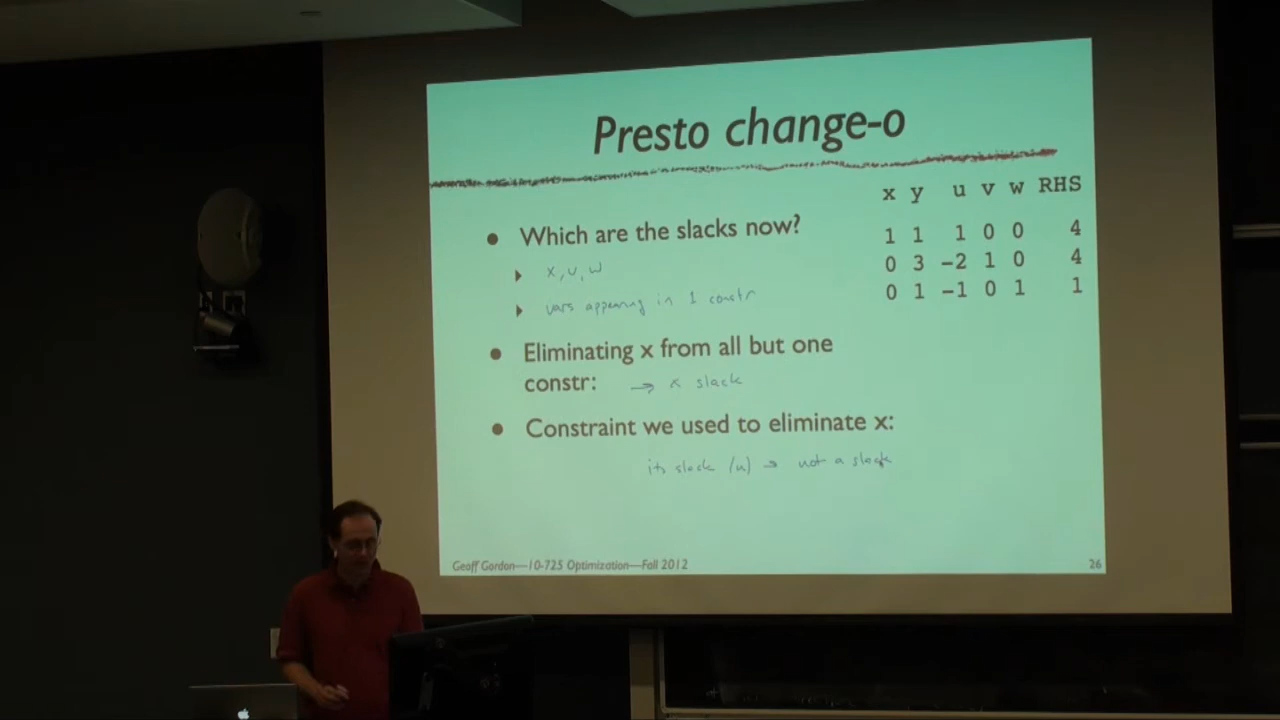 Presto change-o
Which are the slacks now?
x, v, w
vars appearing in 1 constr
Eliminating x from all but one
constr: → x slack
Constraint we used to eliminate x:
its slack (u) → not a slack
x y u v w RHS
1 1 1 0 0 4
0 3 -2 1 0 4
0 1 -1 0 1 1
Geoff Gordon—10-725 Optimization—Fall 2012
26